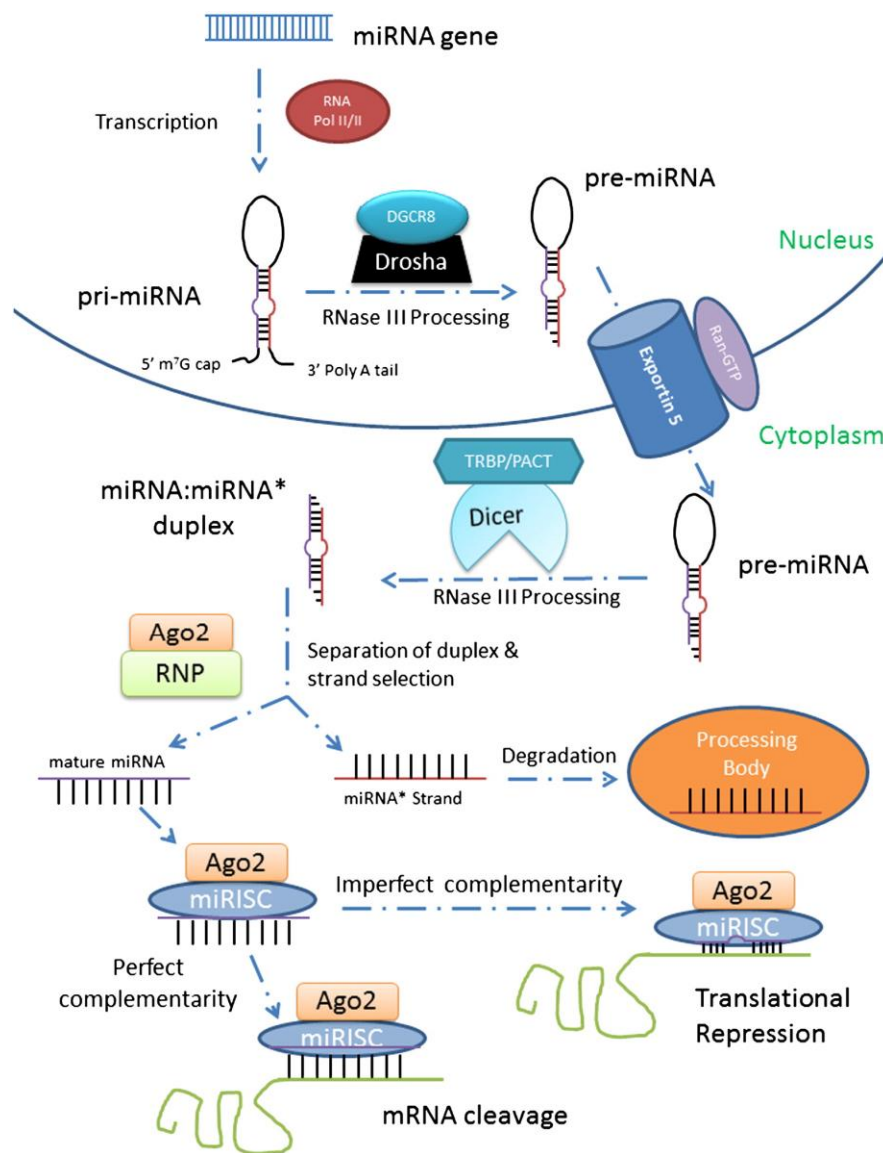 miRNA gene
RNA
Pol II/II
Transcription
pre-miRNA
DGCR8
Drosha
Nucleus
pri-miRNA
RNase III Processing
5' m⁷G cap
3' Poly A tail
Exportin 5
Ran-GTP
Cytoplasm
TRBP/PACT
miRNA:miRNA*
duplex
Dicer
pre-miRNA
RNase III Processing
Ago2
RNP
Separation of duplex &
strand selection
mature miRNA
miRNA* Strand
Degradation
Processing
Body
Ago2
miRISC
Imperfect complementarity
Ago2
miRISC
Perfect
complementarity
Translational
Repression
Ago2
miRISC
mRNA cleavage